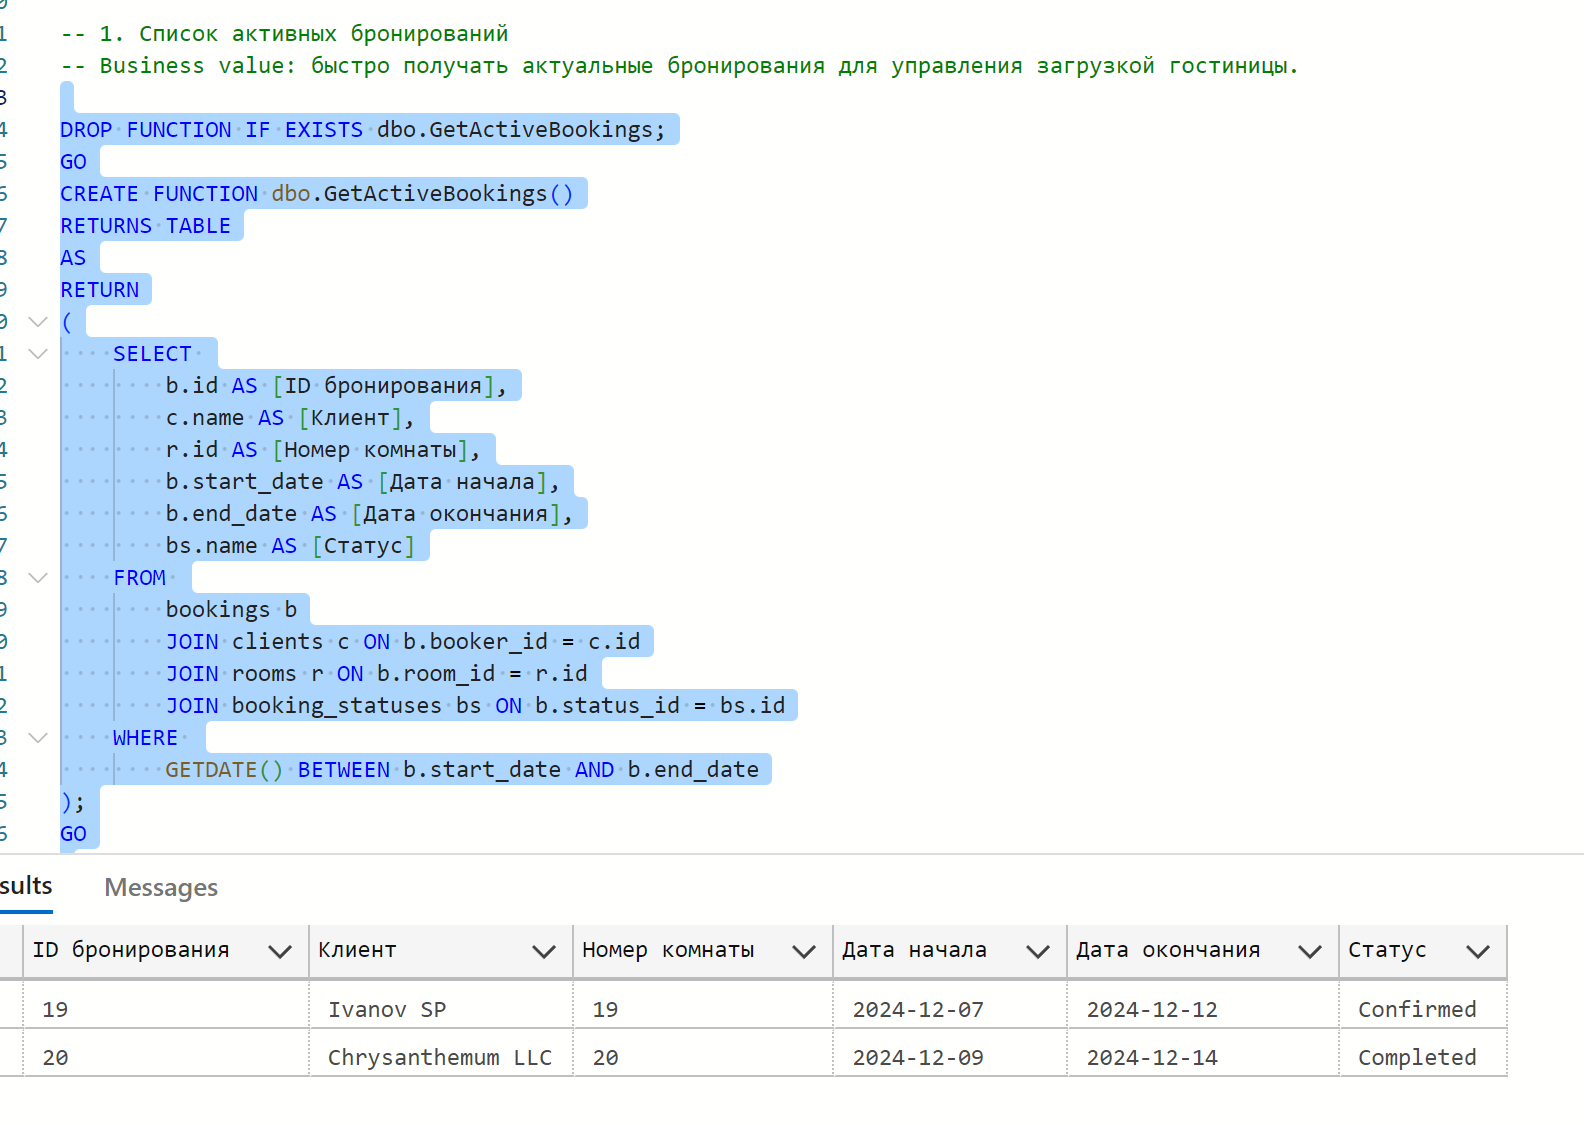 -- 1. Список активных бронирований
-- Business value: быстро получать актуальные бронирования для управления загрузкой гостиницы.
DROP FUNCTION IF EXISTS dbo.GetActiveBookings;
GO
CREATE FUNCTION dbo.GetActiveBookings()
RETURNS TABLE
AS
RETURN
(
SELECT
b.id AS [ID бронирования],
c.name AS [Клиент],
r.id AS [Номер комнаты],
b.start_date AS [Дата начала],
b.end_date AS [Дата окончания],
bs.name AS [Статус]
FROM
bookings b
JOIN clients c ON b.booker_id = c.id
JOIN rooms r ON b.room_id = r.id
JOIN booking_statuses bs ON b.status_id = bs.id
WHERE
GETDATE() BETWEEN b.start_date AND b.end_date
);
GO
sults Messages
ID бронирования Клиент Номер комнаты Дата начала Дата окончания Статус
19 Ivanov SP 19 2024-12-07 2024-12-12 Confirmed
20 Chrysanthemum LLC 20 2024-12-09 2024-12-14 Completed